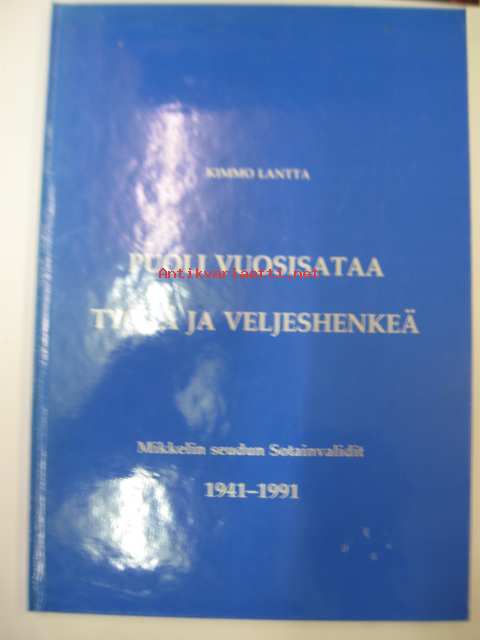 KIMMO LANTTA
PUOLI VUOSISATAA
Antikvariaatti.net
JA VELJESHENKEÄ
Mikkelin seudun Sotainvalidit
1941–1991